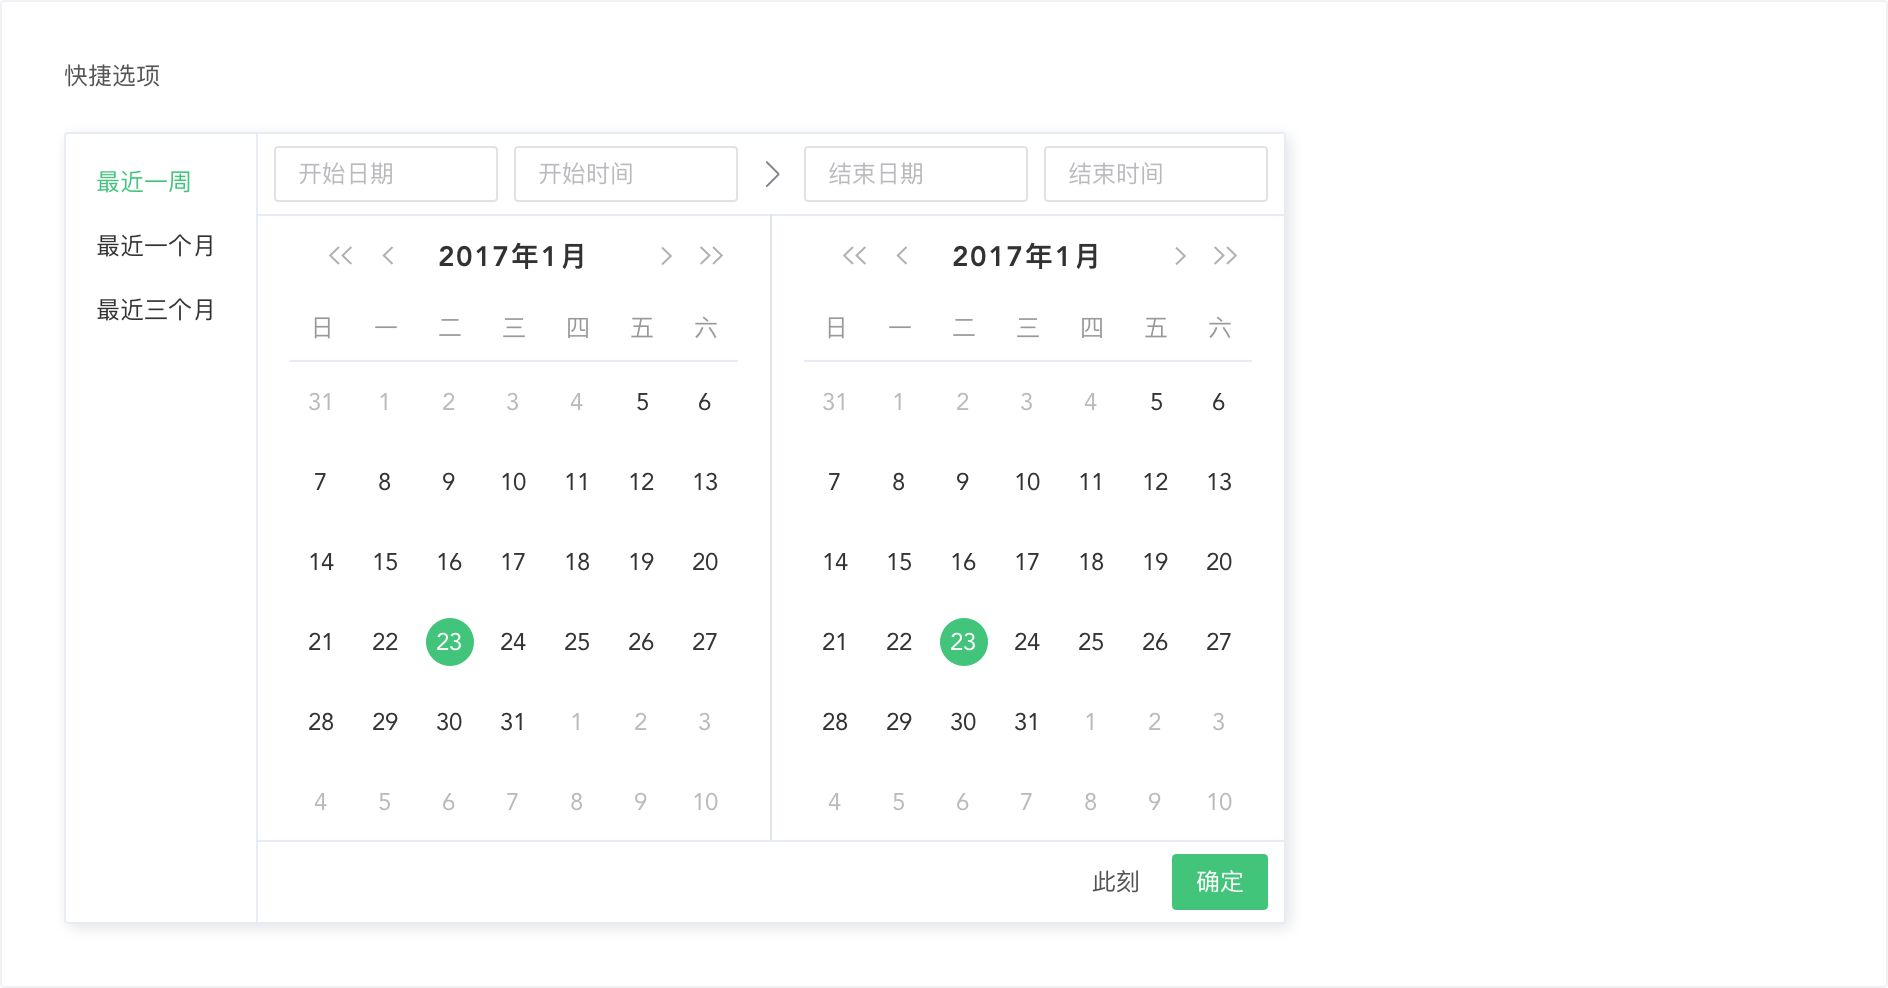 快捷选项
最近一周
最近一个月
最近三个月
开始日期 开始时间 > 结束日期 结束时间
<< < 2017年1月 > >>
日 一 二 三 四 五 六
31 1 2 3 4 5 6
7 8 9 10 11 12 13
14 15 16 17 18 19 20
21 22 23 24 25 26 27
28 29 30 31 1 2 3
4 5 6 7 8 9 10
<< < 2017年1月 > >>
日 一 二 三 四 五 六
31 1 2 3 4 5 6
7 8 9 10 11 12 13
14 15 16 17 18 19 20
21 22 23 24 25 26 27
28 29 30 31 1 2 3
4 5 6 7 8 9 10
此刻 确定